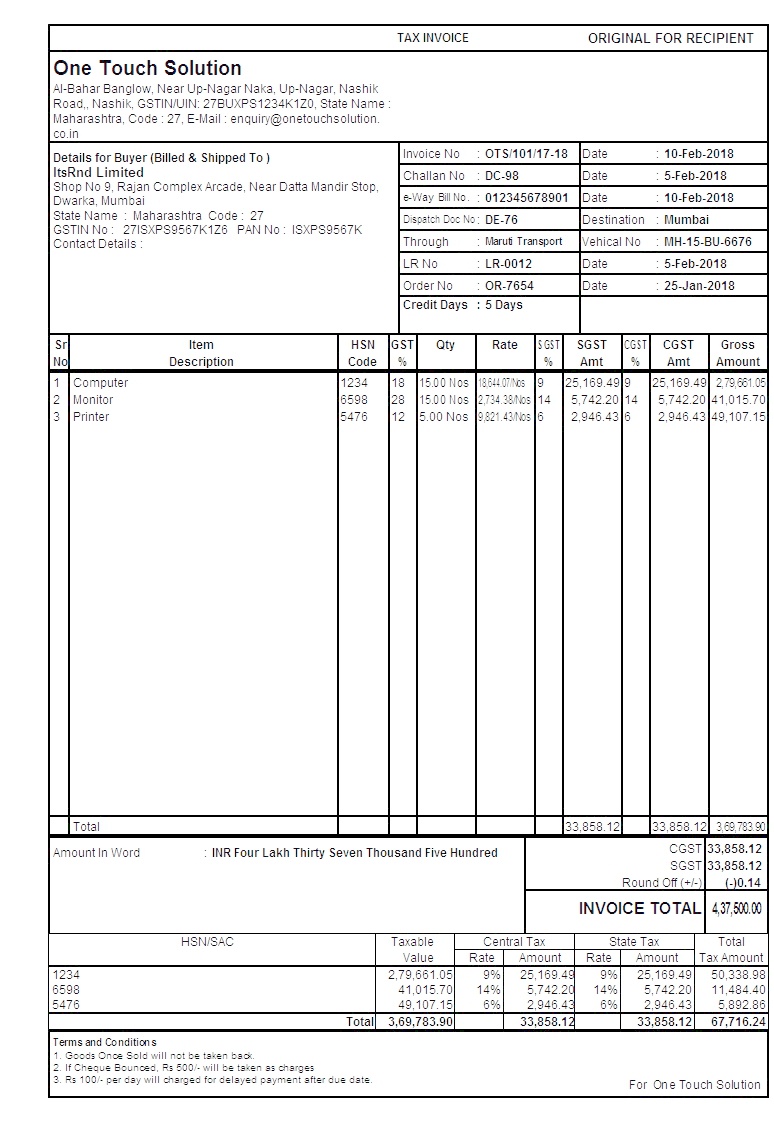 TAX INVOICE ORIGINAL FOR RECIPIENT
One Touch Solution
Al-Bahar Banglow, Near Up-Nagar Naka, Up-Nagar, Nashik
Road,, Nashik, GSTIN/UIN: 27BUXPS1234K1Z0, State Name :
Maharashtra, Code : 27, E-Mail : enquiry@onetouchsolution.
co.in
Details for Buyer (Billed & Shipped To )
ItsRnd Limited
Shop No 9, Rajan Complex Arcade, Near Datta Mandir Stop,
Dwarka, Mumbai
State Name : Maharashtra Code : 27
GSTIN No : 27ISXPS9567K1Z6 PAN No : ISXPS9567K
Contact Details :
Invoice No : OTS/101/17-18 Date : 10-Feb-2018
Challan No : DC-98 Date : 5-Feb-2018
e-Way Bill No. : 012345678901 Date : 10-Feb-2018
Dispatch Doc No : DE-76 Destination : Mumbai
Through : Maruti Transport Vehical No : MH-15-BU-6676
LR No : LR-0012 Date : 5-Feb-2018
Order No : OR-7654 Date : 25-Jan-2018
Credit Days : 5 Days
Sr Item HSN GST Qty Rate SGST SGST CGST CGST Gross
No Description Code % % Amt % Amt Amount
1 Computer 1234 18 15.00 Nos 18,644.07/Nos 9 25,169.49 9 25,169.49 2,79,661.05
2 Monitor 6598 28 15.00 Nos 2,734.38/Nos 14 5,742.20 14 5,742.20 41,015.70
3 Printer 5476 12 5.00 Nos 9,821.43/Nos 6 2,946.43 6 2,946.43 49,107.15
Total 33,858.12 33,858.12 3,69,783.90
Amount In Word : INR Four Lakh Thirty Seven Thousand Five Hundred
CGST 33,858.12
SGST 33,858.12
Round Off (+/-) (-)0.14
INVOICE TOTAL 4,37,500.00
HSN/SAC Taxable Central Tax State Tax Total
Value Rate Amount Rate Amount Tax Amount
1234 2,79,661.05 9% 25,169.49 9% 25,169.49 50,338.98
6598 41,015.70 14% 5,742.20 14% 5,742.20 11,484.40
5476 49,107.15 6% 2,946.43 6% 2,946.43 5,892.86
Total 3,69,783.90 33,858.12 33,858.12 67,716.24
Terms and Conditions
1. Goods Once Sold will not be taken back.
2. If Cheque Bounced, Rs 500/- will be taken as charges
3. Rs 100/- per day will charged for delayed payment after due date.
For One Touch Solution